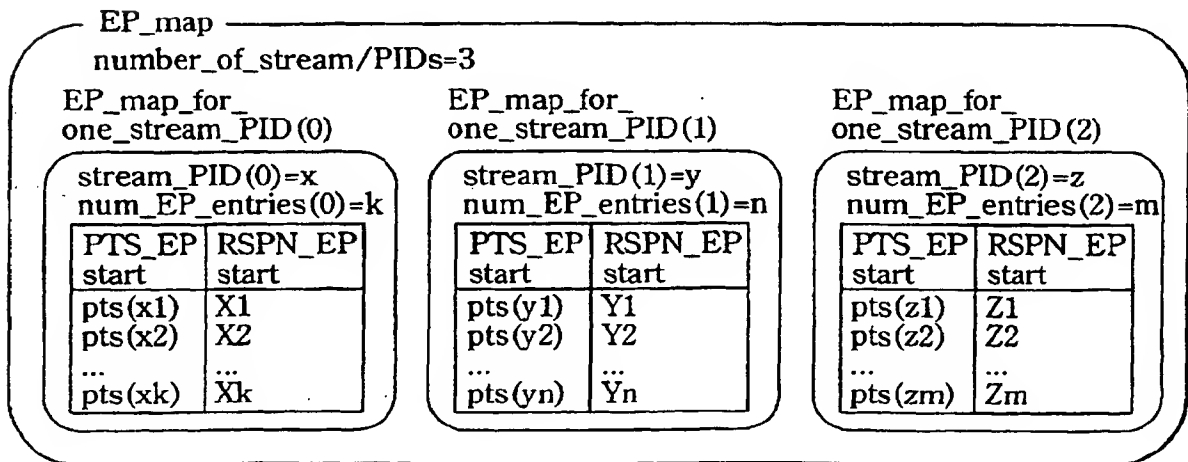 EP_map
number_of_stream/PIDs=3
EP_map_for_
one_stream_PID(0)
stream_PID(0)=x
num_EP_entries(0)=k
PTS_EP RSPN_EP
start start
pts(x1) X1
pts(x2) X2
... ...
pts(xk) Xk
EP_map_for_
one_stream_PID(1)
stream_PID(1)=y
num_EP_entries(1)=n
PTS_EP RSPN_EP
start start
pts(y1) Y1
pts(y2) Y2
... ...
pts(yn) Yn
EP_map_for_
one_stream_PID(2)
stream_PID(2)=z
num_EP_entries(2)=m
PTS_EP RSPN_EP
start start
pts(z1) Z1
pts(z2) Z2
... ...
pts(zm) Zm